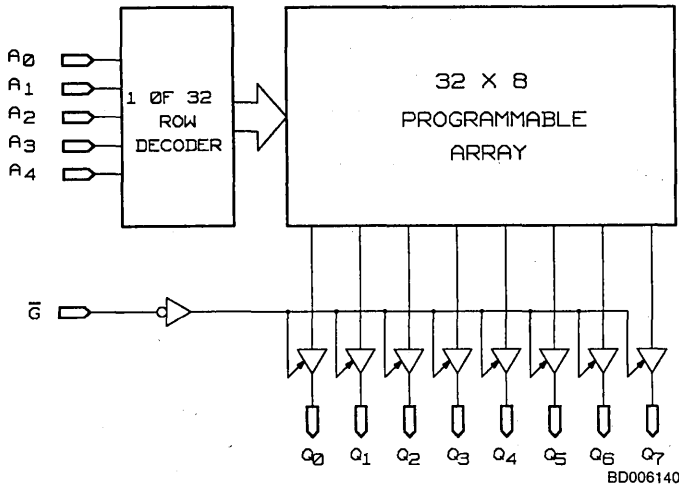 A0
A1
A2
A3
A4
1 OF 32
ROW
DECODER
32 X 8
PROGRAMMABLE
ARRAY
G̅
Q0 Q1 Q2 Q3 Q4 Q5 Q6 Q7
BD006140